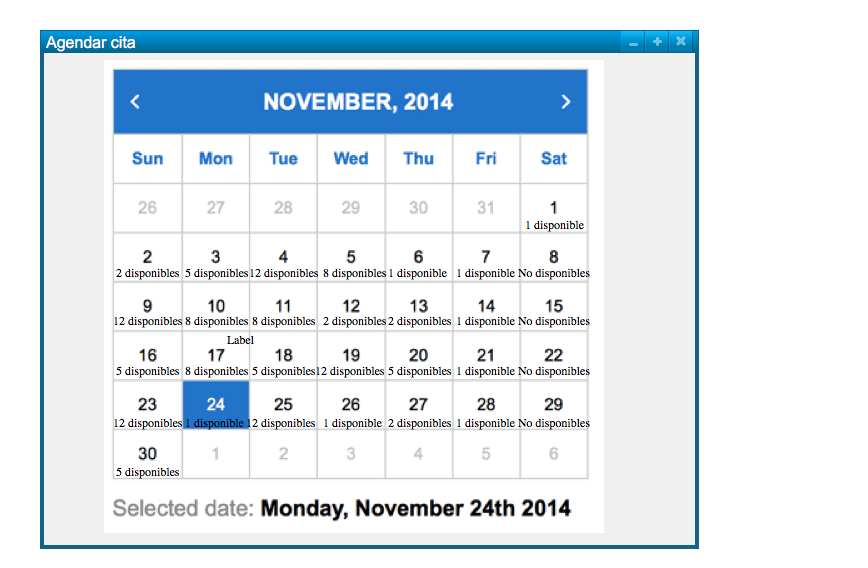 Agendar cita
NOVEMBER, 2014
Sun Mon Tue Wed Thu Fri Sat
26 27 28 29 30 31 1
1 disponible
2 3 4 5 6 7 8
2 disponibles 5 disponibles 12 disponibles 8 disponibles 1 disponible 1 disponible No disponibles
9 10 11 12 13 14 15
12 disponibles 8 disponibles 8 disponibles 2 disponibles 2 disponibles 1 disponible No disponibles
Label
16 17 18 19 20 21 22
5 disponibles 8 disponibles 5 disponibles 12 disponibles 5 disponibles 1 disponible No disponibles
23 24 25 26 27 28 29
12 disponibles 1 disponible 12 disponibles 1 disponible 2 disponibles 1 disponible No disponibles
30 1 2 3 4 5 6
5 disponibles
Selected date: Monday, November 24th 2014